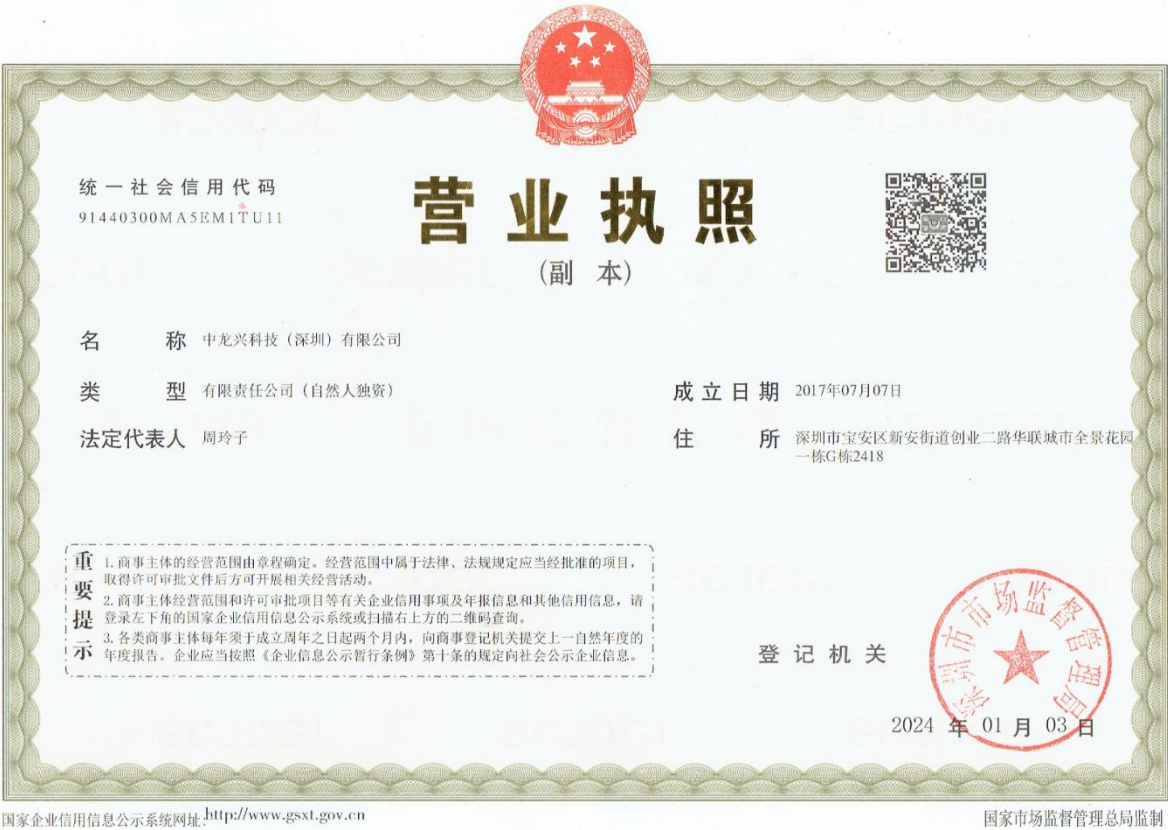 统一社会信用代码
91440300MA5EM1TU11
营业执照
(副 本)
名 称 中龙兴科技（深圳）有限公司
类 型 有限责任公司（自然人独资）
法定代表人 周玲子
成立日期 2017年07月07日
住 所 深圳市宝安区新安街道创业二路华联城市全景花园
一栋G栋2418
重要提示
1. 商事主体的经营范围由章程确定。经营范围中属于法律、法规规定应当经批准的项目，
取得许可审批文件后方可开展相关经营活动。
2. 商事主体经营范围和许可审批项目等有关企业信用事项及年报信息和其他信用信息，请
登录左下角的国家企业信用信息公示系统或扫描右上方的二维码查询。
3. 各类商事主体每年须于成立周年之日起两个月内，向商事登记机关提交上一自然年度的
年度报告。企业应当按照《企业信息公示暂行条例》第十条的规定向社会公示企业信息。
登记机关
深圳市市场监督管理局
2024 年 01 月 03 日
国家企业信用信息公示系统网址:http://www.gsxt.gov.cn
国家市场监督管理总局监制